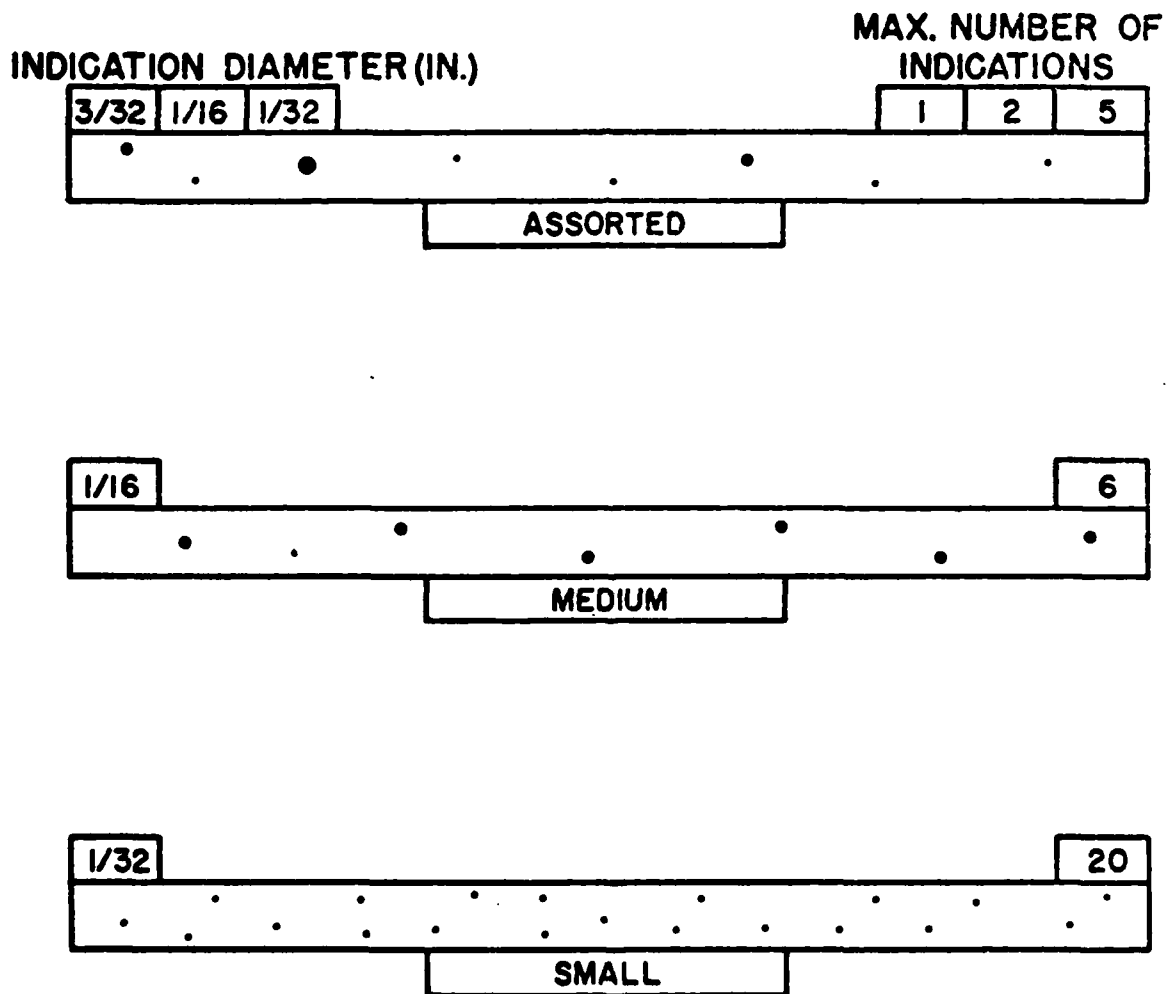 MAX. NUMBER OF
INDICATION DIAMETER (IN.) INDICATIONS
3/32 1/16 1/32 1 2 5
ASSORTED
1/16 6
MEDIUM
1/32 20
SMALL